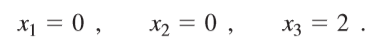 x₁ = 0 , x₂ = 0 , x₃ = 2 .